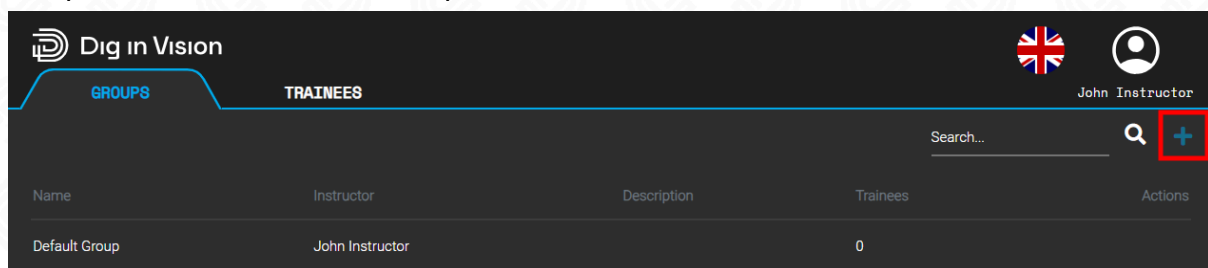 Dig in Vision
GROUPS TRAINEES
John Instructor
Search...
Name Instructor Description Trainees Actions
Default Group John Instructor 0